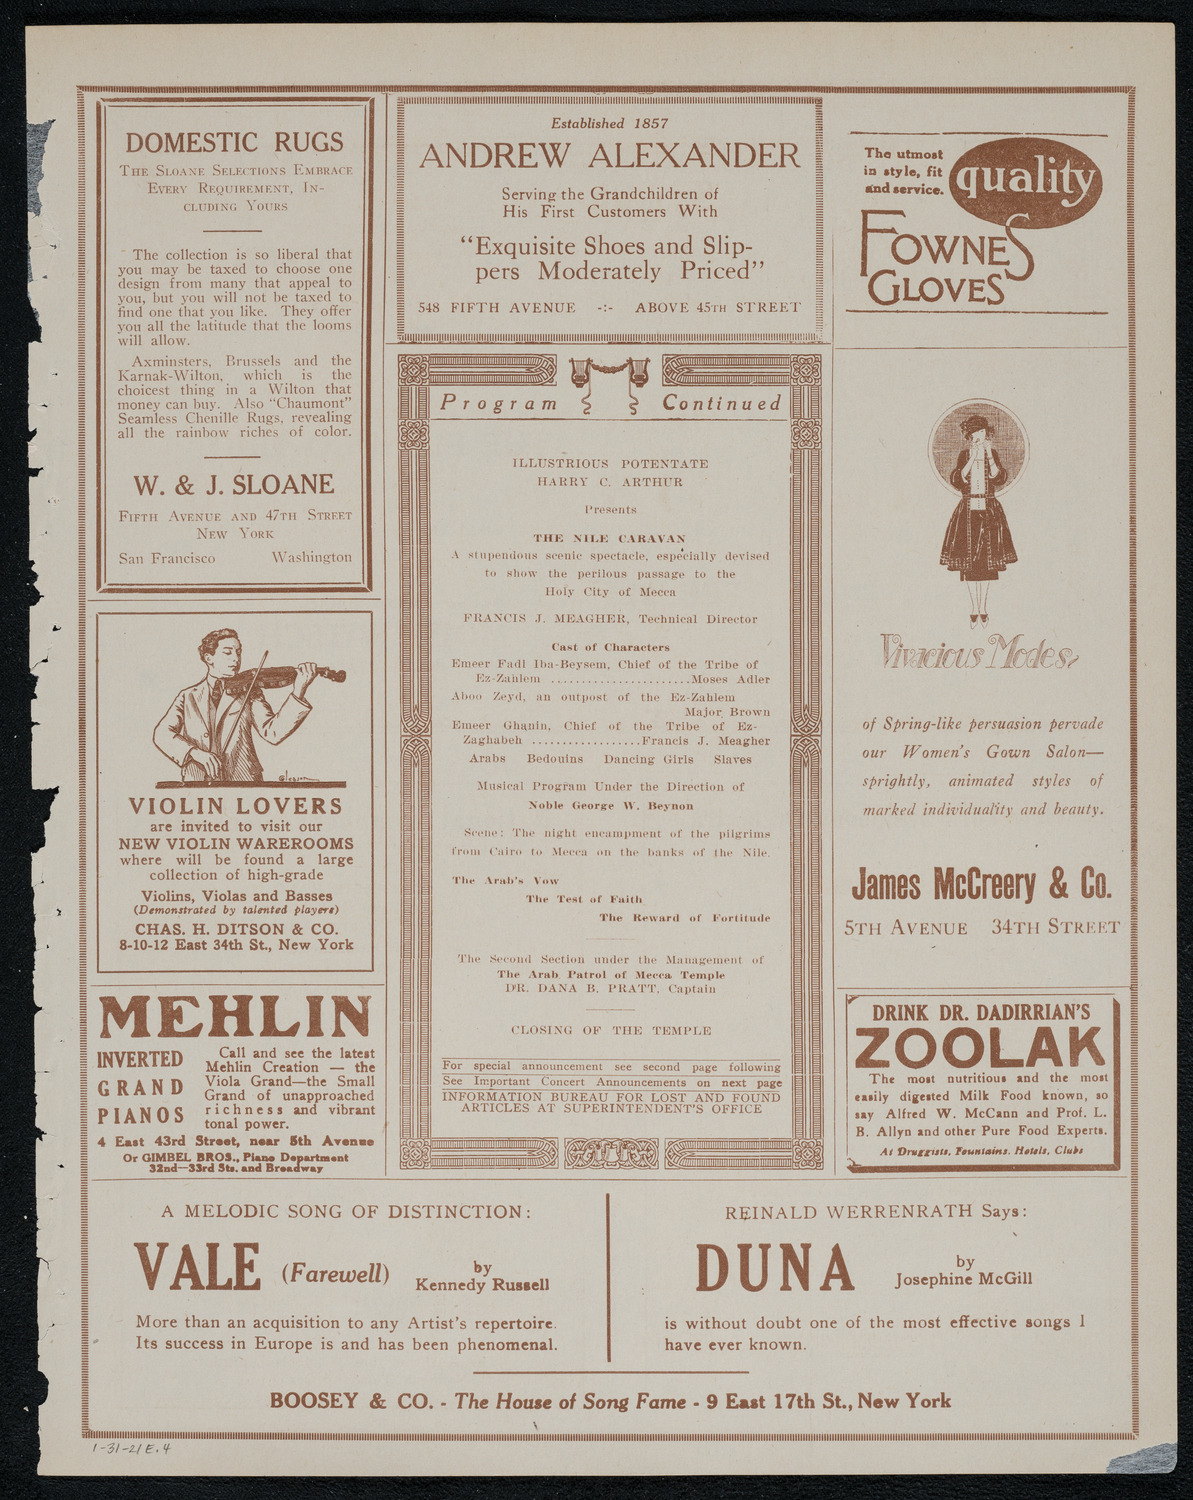 DOMESTIC RUGS
THE SLOANE SELECTIONS EMBRACE
EVERY REQUIREMENT, IN-
CLUDING YOURS
The collection is so liberal that
you may be taxed to choose one
design from many that appeal to
you, but you will not be taxed to
find one that you like. They offer
you all the latitude that the looms
will allow.
Axminsters, Brussels and the
Karnak-Wilton, which is the
choicest thing in a Wilton that
money can buy. Also "Chaumont"
Seamless Chenille Rugs, revealing
all the rainbow riches of color.
W. & J. SLOANE
FIFTH AVENUE AND 47TH STREET
NEW YORK
San Francisco Washington
VIOLIN LOVERS
are invited to visit our
NEW VIOLIN WAREROOMS
where will be found a large
collection of high-grade
Violins, Violas and Basses
(Demonstrated by talented players)
CHAS. H. DITSON & CO.
8-10-12 East 34th St., New York
MEHLIN
INVERTED
GRAND
PIANOS
Call and see the latest
Mehlin Creation — the
Viola Grand—the Small
Grand of unapproached
richness and vibrant
tonal power.
4 East 43rd Street, near 5th Avenue
Or GIMBEL BROS., Piano Department
32nd—33rd Sts. and Broadway
Established 1857
ANDREW ALEXANDER
Serving the Grandchildren of
His First Customers With
"Exquisite Shoes and Slip-
pers Moderately Priced"
548 FIFTH AVENUE -:- ABOVE 45TH STREET
Program Continued
ILLUSTRIOUS POTENTATE
HARRY C. ARTHUR
Presents
THE NILE CARAVAN
A stupendous scenic spectacle, especially devised
to show the perilous passage to the
Holy City of Mecca
FRANCIS J. MEAGHER, Technical Director
Cast of Characters
Emeer Fadl Iba-Beysem, Chief of the Tribe of
Ez-Zahlem .......................Moses Adler
Aboo Zeyd, an outpost of the Ez-Zahlem
Major Brown
Emeer Ghanin, Chief of the Tribe of Ez-
Zaghabeh ..................Francis J. Meagher
Arabs Bedouins Dancing Girls Slaves
Musical Program Under the Direction of
Noble George W. Beynon
Scene: The night encampment of the pilgrims
from Cairo to Mecca on the banks of the Nile.
The Arab's Vow
The Test of Faith
The Reward of Fortitude
The Second Section under the Management of
The Arab Patrol of Mecca Temple
DR. DANA B. PRATT, Captain
CLOSING OF THE TEMPLE
For special announcement see second page following
See Important Concert Announcements on next page
INFORMATION BUREAU FOR LOST AND FOUND
ARTICLES AT SUPERINTENDENT'S OFFICE
The utmost
in style, fit
and service.
quality
FOWNES
GLOVES
Vivacious Modes
of Spring-like persuasion pervade
our Women's Gown Salon—
sprightly, animated styles of
marked individuality and beauty.
James McCreery & Co.
5TH AVENUE 34TH STREET
DRINK DR. DADIRRIAN'S
ZOOLAK
The most nutritious and the most
easily digested Milk Food known, so
say Alfred W. McCann and Prof. L.
B. Allyn and other Pure Food Experts.
At Druggists, Fountains, Hotels, Clubs
A MELODIC SONG OF DISTINCTION:
VALE (Farewell) by
Kennedy Russell
More than an acquisition to any Artist's repertoire.
Its success in Europe is and has been phenomenal.
REINALD WERRENRATH Says:
DUNA by
Josephine McGill
is without doubt one of the most effective songs I
have ever known.
BOOSEY & CO. - The House of Song Fame - 9 East 17th St., New York
1-31-21 E. 4